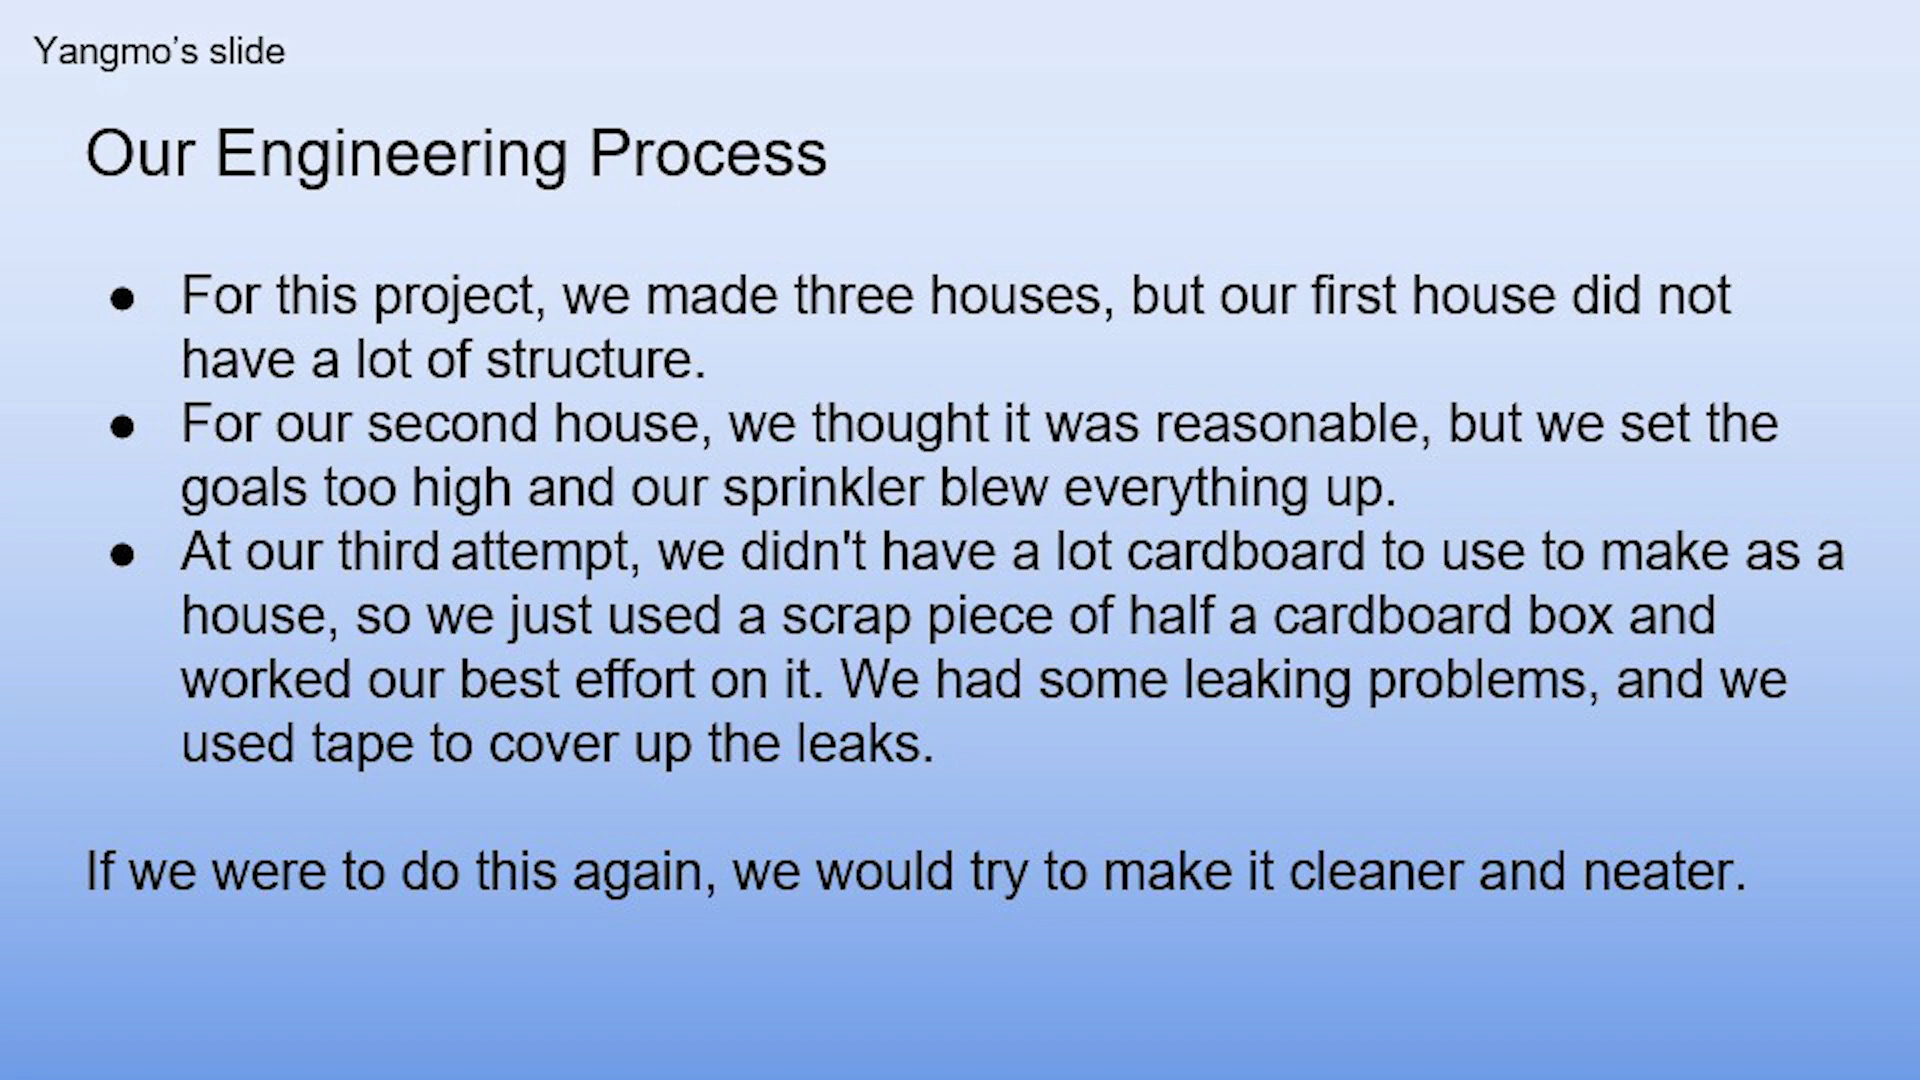 Yangmo’s slide
Our Engineering Process
● For this project, we made three houses, but our first house did not
have a lot of structure.
● For our second house, we thought it was reasonable, but we set the
goals too high and our sprinkler blew everything up.
● At our third attempt, we didn't have a lot cardboard to use to make as a
house, so we just used a scrap piece of half a cardboard box and
worked our best effort on it. We had some leaking problems, and we
used tape to cover up the leaks.
If we were to do this again, we would try to make it cleaner and neater.